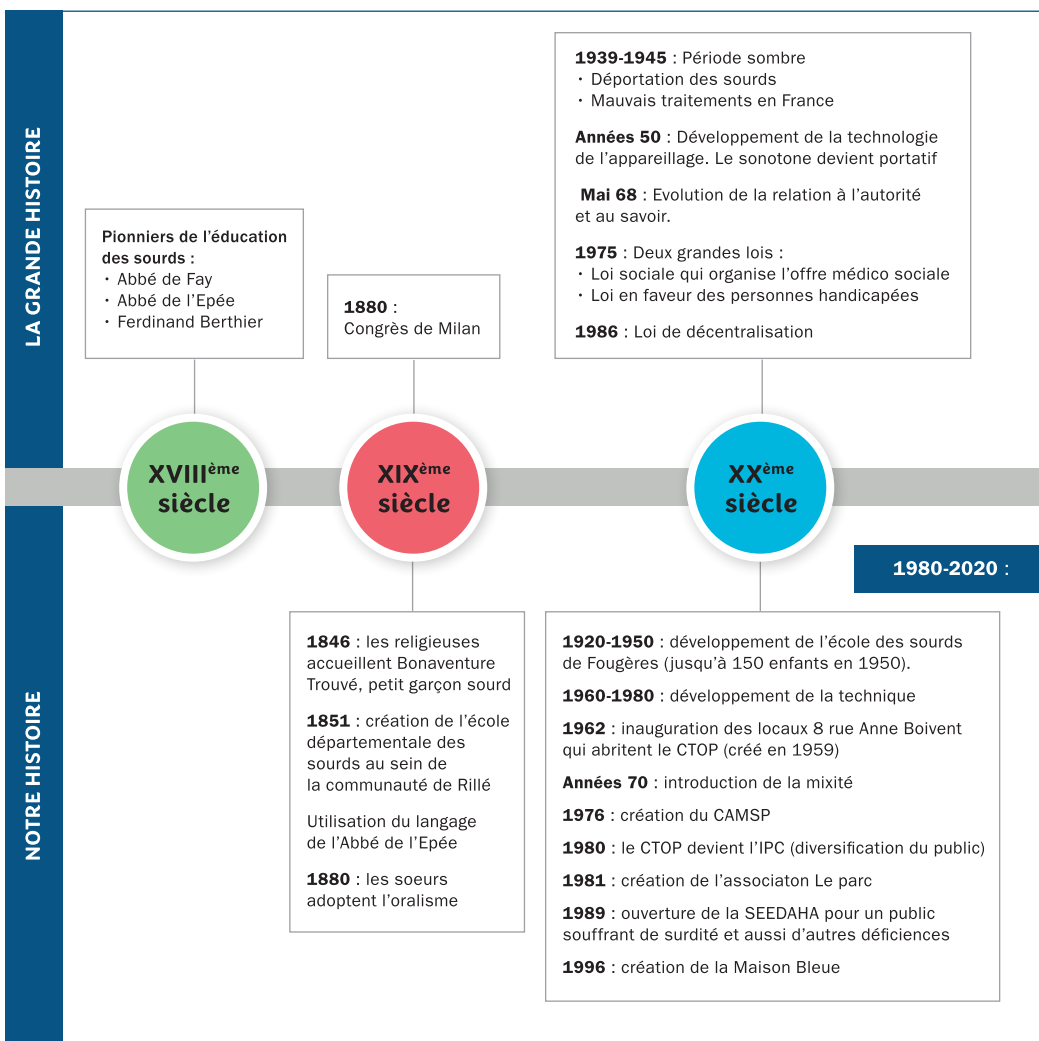 LA GRANDE HISTOIRE
Pionniers de l'éducation
des sourds :
• Abbé de Fay
• Abbé de l'Epée
• Ferdinand Berthier
1880 :
Congrès de Milan
1939-1945 : Période sombre
• Déportation des sourds
• Mauvais traitements en France
Années 50 : Développement de la technologie
de l'appareillage. Le sonotone devient portatif
Mai 68 : Evolution de la relation à l'autorité
et au savoir.
1975 : Deux grandes lois :
• Loi sociale qui organise l'offre médico sociale
• Loi en faveur des personnes handicapées
1986 : Loi de décentralisation
XVIIIème
siècle
XIXème
siècle
XXème
siècle
1980-2020 :
NOTRE HISTOIRE
1846 : les religieuses
accueillent Bonaventure
Trouvé, petit garçon sourd
1851 : création de l'école
départementale des
sourds au sein de
la communauté de Rillé
Utilisation du langage
de l'Abbé de l'Epée
1880 : les soeurs
adoptent l'oralisme
1920-1950 : développement de l'école des sourds
de Fougères (jusqu'à 150 enfants en 1950).
1960-1980 : développement de la technique
1962 : inauguration des locaux 8 rue Anne Boivent
qui abritent le CTOP (créé en 1959)
Années 70 : introduction de la mixité
1976 : création du CAMSP
1980 : le CTOP devient l'IPC (diversification du public)
1981 : création de l'associaton Le parc
1989 : ouverture de la SEEDAHA pour un public
souffrant de surdité et aussi d'autres déficiences
1996 : création de la Maison Bleue